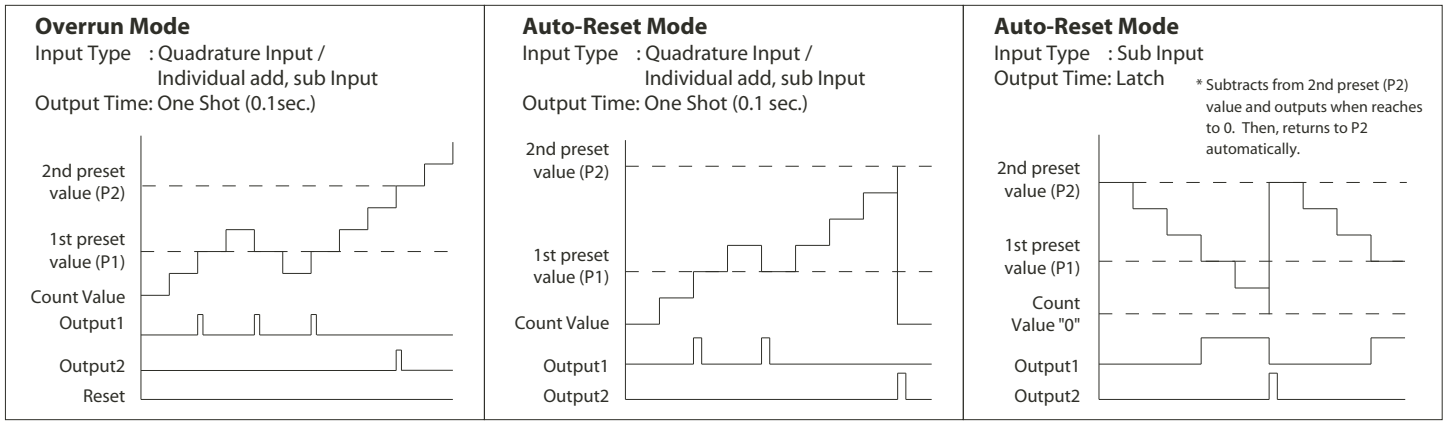 Overrun Mode
Input Type : Quadrature Input /
Individual add, sub Input
Output Time: One Shot (0.1sec.)
2nd preset
value (P2)
1st preset
value (P1)
Count Value
Output1
Output2
Reset
Auto-Reset Mode
Input Type : Quadrature Input /
Individual add, sub Input
Output Time: One Shot (0.1 sec.)
2nd preset
value (P2)
1st preset
value (P1)
Count Value
Output1
Output2
Auto-Reset Mode
Input Type : Sub Input
Output Time: Latch
* Subtracts from 2nd preset (P2)
value and outputs when reaches
to 0. Then, returns to P2
automatically.
2nd preset
value (P2)
1st preset
value (P1)
Count
Value "0"
Output1
Output2